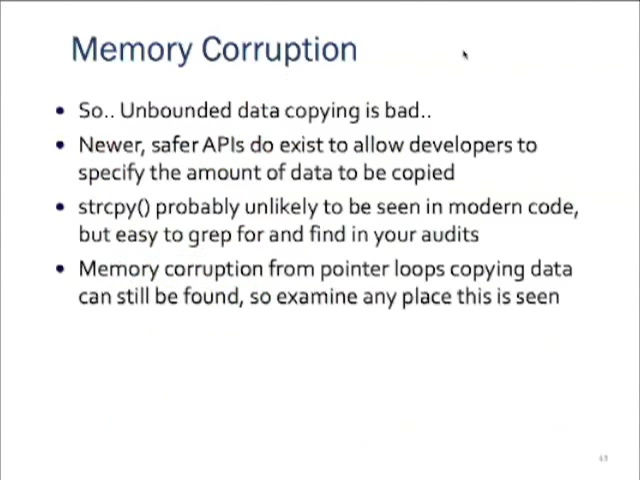 Memory Corruption
• So.. Unbounded data copying is bad..
• Newer, safer APIs do exist to allow developers to
specify the amount of data to be copied
• strcpy() probably unlikely to be seen in modern code,
but easy to grep for and find in your audits
• Memory corruption from pointer loops copying data
can still be found, so examine any place this is seen